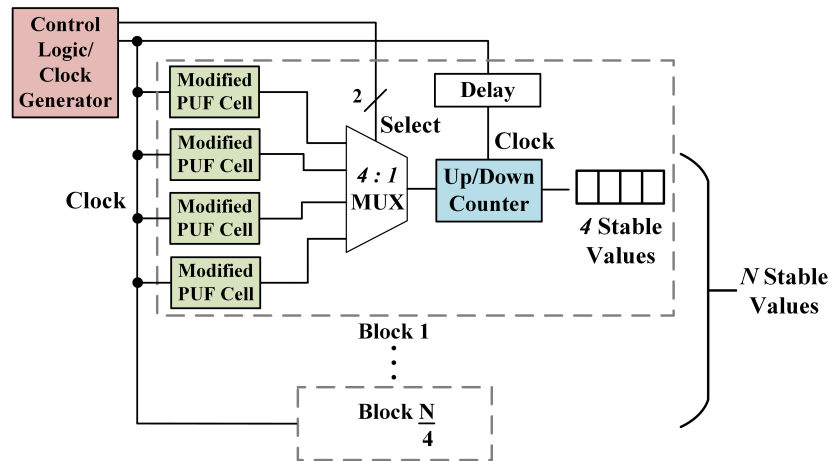 Control
Logic/
Clock
Generator
Modified
PUF Cell
Modified
PUF Cell
Modified
PUF Cell
Modified
PUF Cell
Clock
2
Select
4 : 1
MUX
Delay
Clock
Up/Down
Counter
4 Stable
Values
N Stable
Values
Block 1
Block N
4